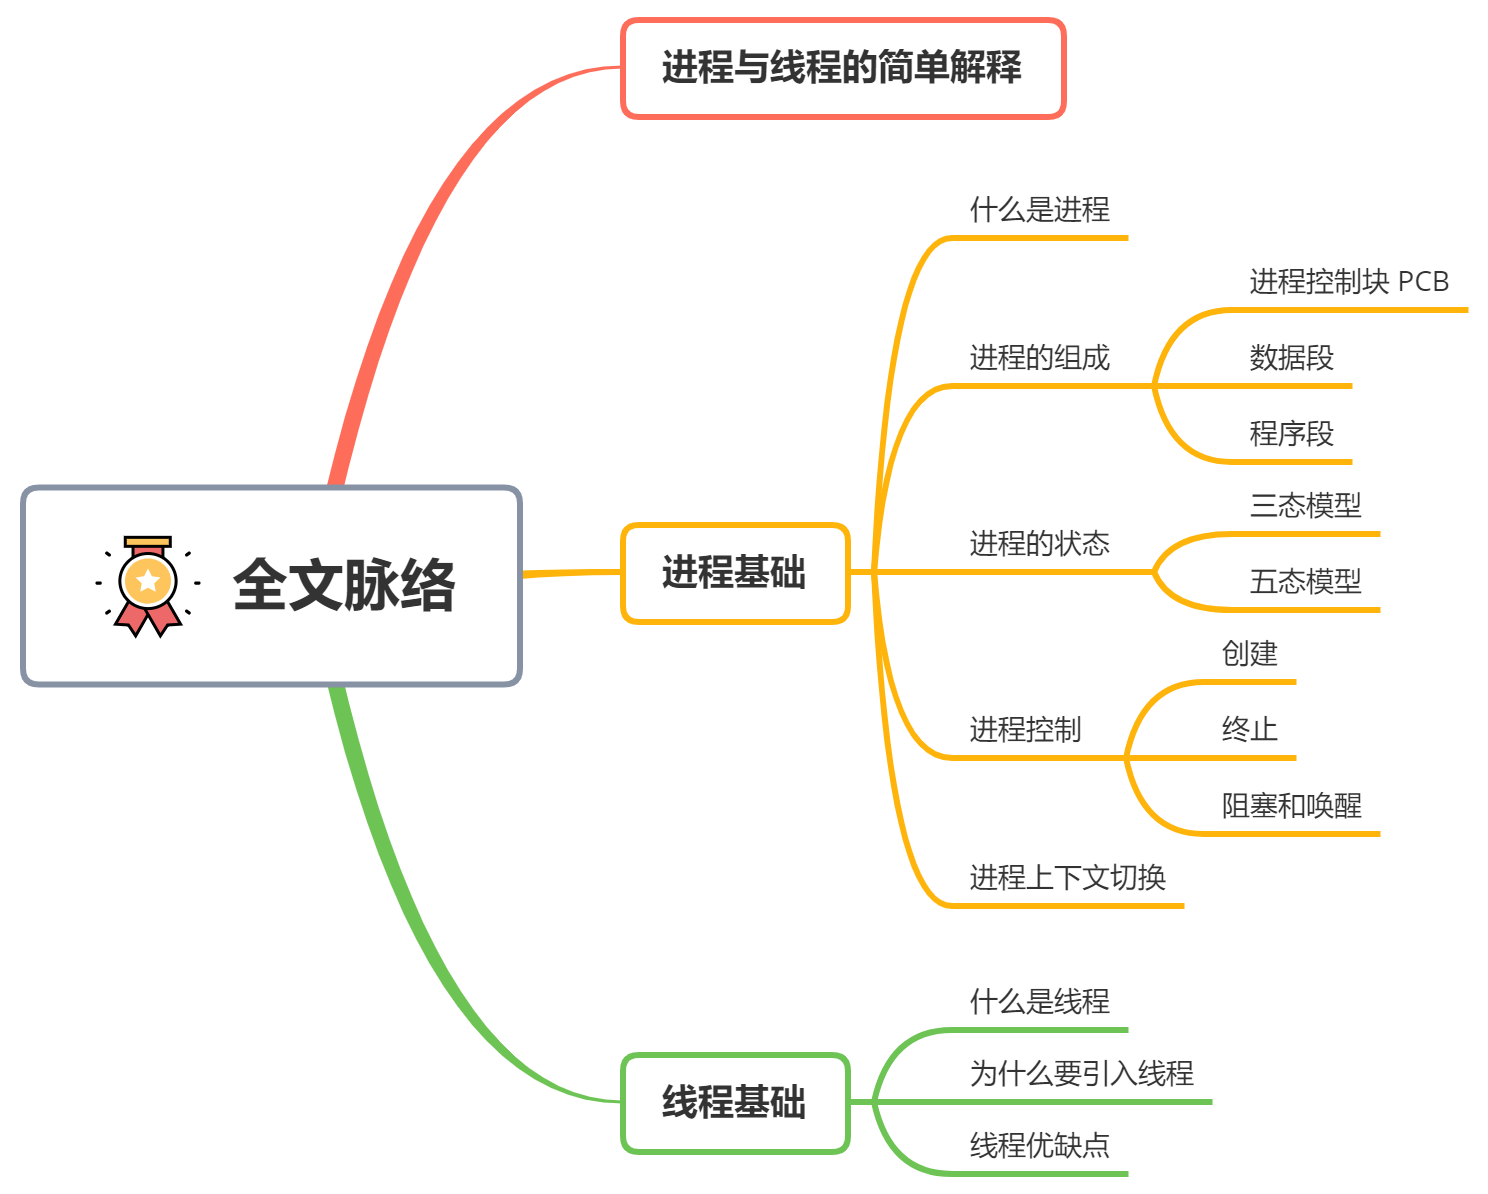 进程与线程的简单解释
什么是进程
进程控制块 PCB
进程的组成
数据段
程序段
三态模型
进程的状态
全文脉络
进程基础
五态模型
创建
进程控制
终止
阻塞和唤醒
进程上下文切换
什么是线程
为什么要引入线程
线程基础
线程优缺点